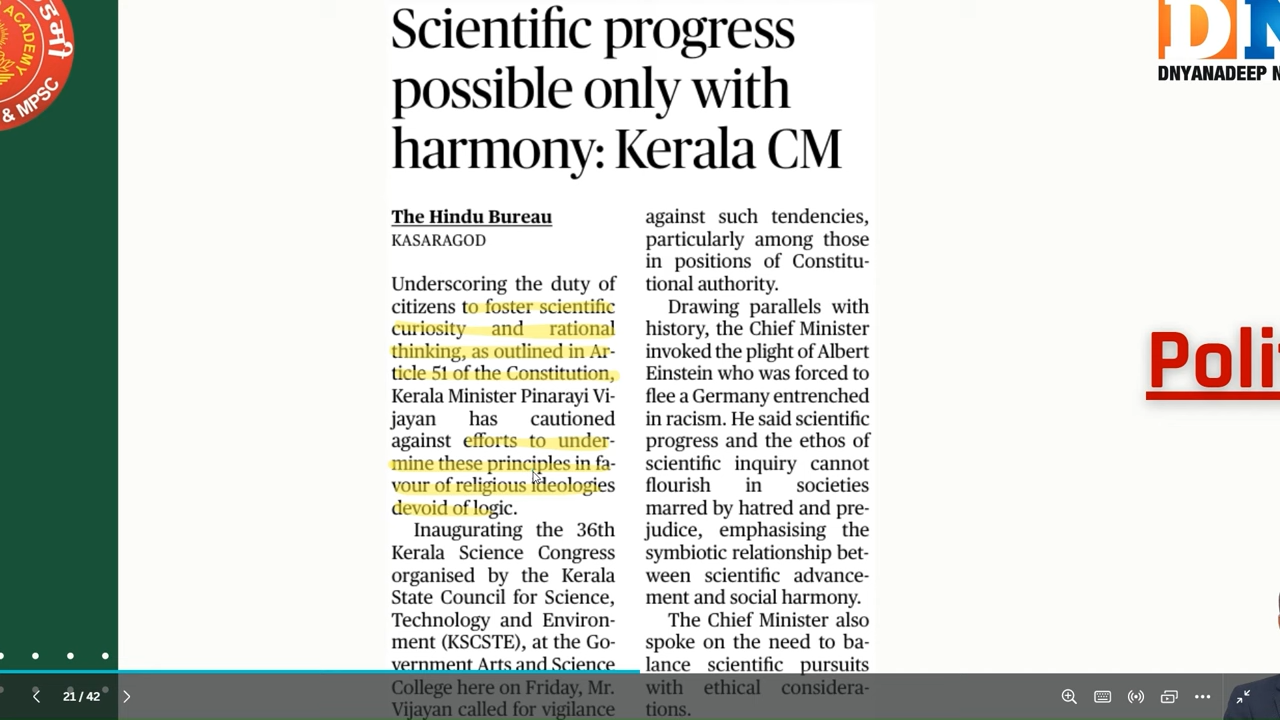 ACADEMY
डमी
& MPSC
DN
DNYANADEEP N
Scientific progress
possible only with
harmony: Kerala CM
The Hindu Bureau
KASARAGOD
Underscoring the duty of
citizens to foster scientific
curiosity and rational
thinking, as outlined in Ar-
ticle 51 of the Constitution,
Kerala Minister Pinarayi Vi-
jayan has cautioned
against efforts to under-
mine these principles in fa-
vour of religious ideologies
devoid of logic.
Inaugurating the 36th
Kerala Science Congress
organised by the Kerala
State Council for Science,
Technology and Environ-
ment (KSCSTE), at the Go-
vernment Arts and Science
College here on Friday, Mr.
Vijayan called for vigilance
against such tendencies,
particularly among those
in positions of Constitu-
tional authority.
Drawing parallels with
history, the Chief Minister
invoked the plight of Albert
Einstein who was forced to
flee a Germany entrenched
in racism. He said scientific
progress and the ethos of
scientific inquiry cannot
flourish in societies
marred by hatred and pre-
judice, emphasising the
symbiotic relationship bet-
ween scientific advance-
ment and social harmony.
The Chief Minister also
spoke on the need to ba-
lance scientific pursuits
with ethical considera-
tions.
Poli
21 / 42